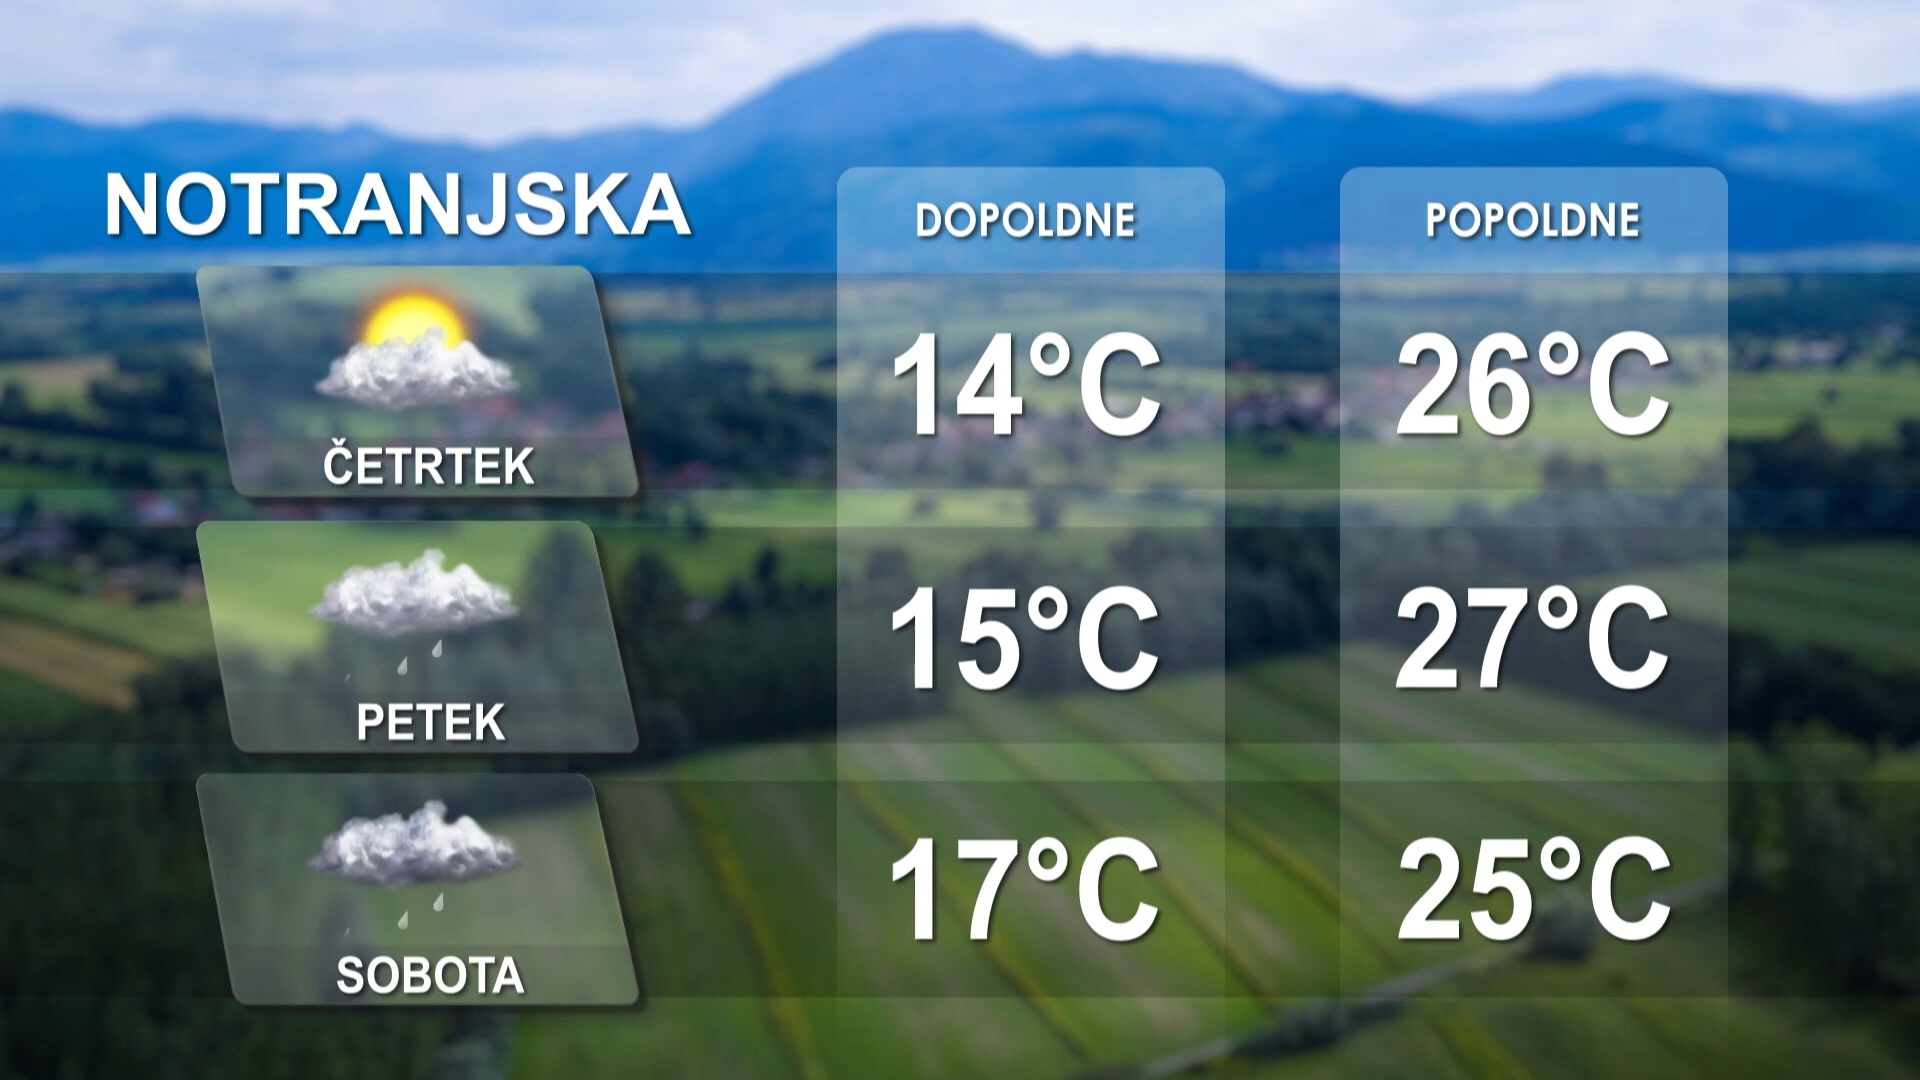 NOTRANJSKA
DOPOLDNE POPOLDNE
14°C 26°C
ČETRTEK
15°C 27°C
PETEK
17°C 25°C
SOBOTA